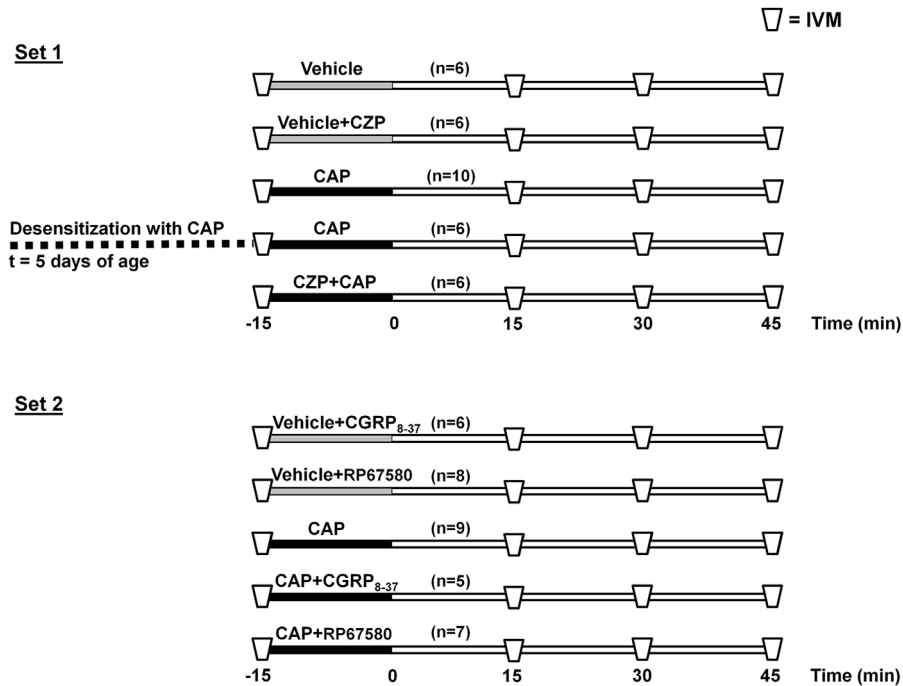 = IVM
Set 1
Vehicle (n=6)
Vehicle+CZP (n=6)
CAP (n=10)
Desensitization with CAP
t = 5 days of age
CAP (n=6)
CZP+CAP (n=6)
-15 0 15 30 45 Time (min)
Set 2
Vehicle+CGRP8-37 (n=6)
Vehicle+RP67580 (n=8)
CAP (n=9)
CAP+CGRP8-37 (n=5)
CAP+RP67580 (n=7)
-15 0 15 30 45 Time (min)